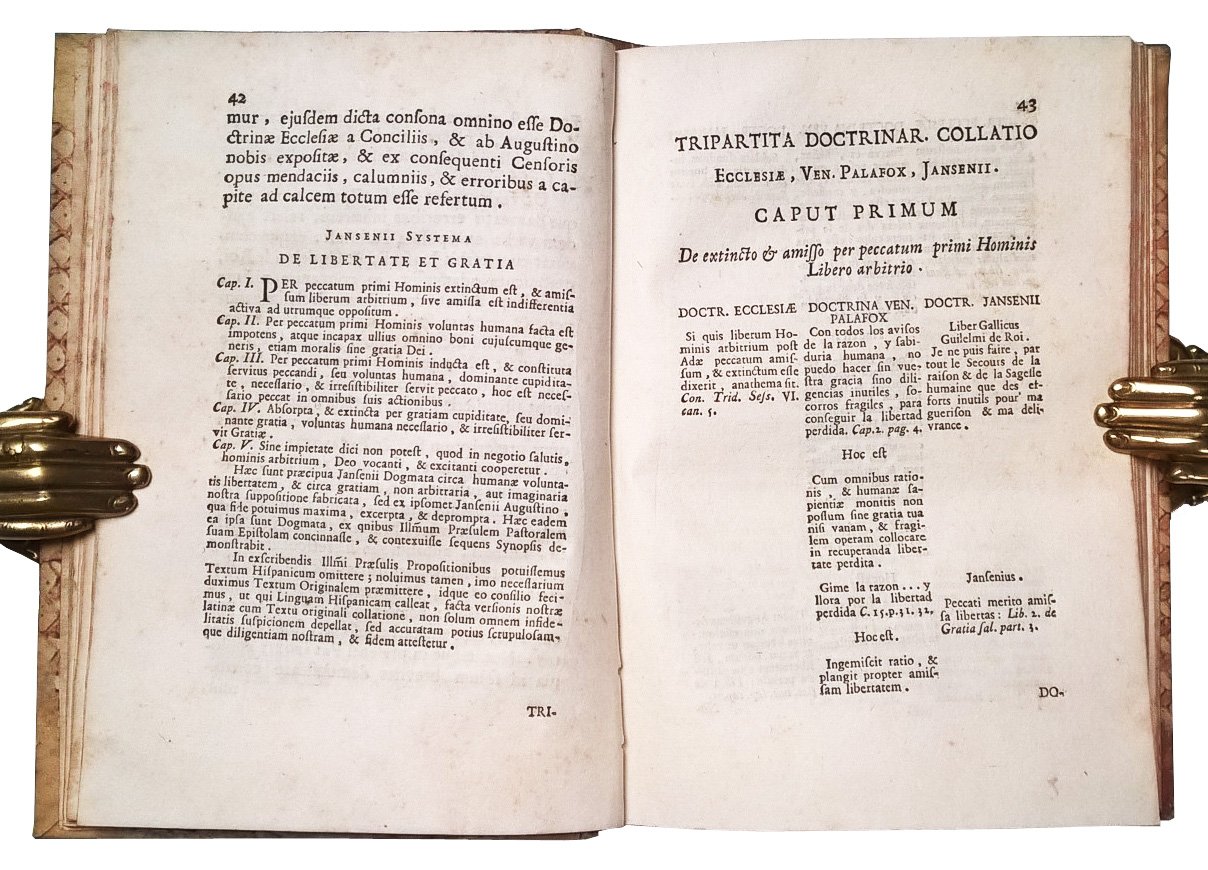 42
mur , ejuſdem dicta conſona omnino eſſe Do-
ctrinæ Eccleſiæ a Conciliis , & ab Auguſtino
nobis expoſitæ, & ex conſequenti Cenſoris
opus mendaciis, calumniis, & erroribus a ca-
pite ad calcem totum eſſe refertum .
JANSENII SYSTEMA
DE LIBERTATE ET GRATIA
Cap. I. PER peccatum primi Hominis extinctum eſt, & amiſ-
ſum liberum arbitrium, ſive amiſſa eſt indifferentia
activa ad utrumque oppoſitum .
Cap. II. Per peccatum primi Hominis voluntas humana facta eſt
impotens, atque incapax ullius omnino boni cujuſcumque ge-
neris, etiam moralis ſine gratia Dei .
Cap. III. Per peccatum primi Hominis inducta eſt, & conſtituta
ſervitus peccandi, ſeu voluntas humana, dominante cupidita-
te, neceſſario, & irreſiſtibiliter ſervit peccato, hoc eſt neceſ-
ſario peccat in omnibus ſuis actionibus .
Cap. IV. Abſorpta, & extincta per gratiam cupiditate, ſeu domi-
nante gratia, voluntas humana neceſſario, & irreſiſtibiliter ſer-
vit Gratiæ .
Cap. V. Sine impietate dici non poteſt, quod in negotio ſalutis,
hominis arbitrium, Deo vocanti, & excitanti cooperetur .
Hæc ſunt præcipua Janſenii Dogmata circa humanæ volunta-
tis libertatem, & circa gratiam, non arbitraria, aut imaginaria
noſtra ſuppoſitione fabricata, ſed ex ipſomet Janſenii Auguſtino,
qua fide potuimus maxima, excerpta, & deprompta. Hæc eadem
ea ipſa ſunt Dogmata, ex qnibus Illm̃um Præſulem Paſtoralem
ſuam Epiſtolam concinnaſſe, & contexuiſſe ſequens Synopſis de-
monſtrabit .
In exſcribendis Illm̃i Præſulis Propoſitionibus potuiſſemus
Textum Hiſpanicum omittere ; noluimus tamen, imo neceſſarium
duximus Textum Originalem præmittere, idque eo conſilio feci-
mus, ut qui Linguam Hiſpanicam calleat, facta verſionis noſtræ
latinæ cum Textu originali collatione, non ſolum omnem infide-
litatis ſuſpicionem depellat, ſed accuratam potius ſcrupuloſam-
que diligentiam noſtram, & fidem atteſtetur .
TRI-
43
TRIPARTITA DOCTRINAR. COLLATIO
ECCLESIÆ, VEN. PALAFOX, JANSENII.
CAPUT PRIMUM
De extincto & amiſſo per peccatum primi Hominis
Libero arbitrio .
DOCTR. ECCLESIÆ
Si quis liberum Ho-
minis arbitrium poſt
Adæ peccatum amiſ-
ſum, & extinctum eſſe
dixerit, anathema ſit.
Con. Trid. Seſs. VI.
can. 5.
DOCTRINA VEN.
PALAFOX
Con todos los aviſos
de la razon, y ſabi-
duria humana, no
puedo hacer ſin vue-
ſtra gracia ſino dili-
gencias inutiles, ſo-
corros fragiles, para
conſeguir la libertad
perdida. Cap.2. pag. 4.
Hoc eſt
Cum omnibus ratio-
nis , & humanæ ſa-
pientiæ monitis non
poſſum ſine gratia tua
niſi vanam, & fragi-
lem operam collocare
in recuperanda liber-
tate perdita .
Gime la razon . . . y
llora por la libertad
perdida C. 15.p.31. 32.
Hoc eſt.
Ingemiſcit ratio, &
plangit propter amiſ-
ſam libertatem .
DOCTR. JANSENII
Liber Gallicus
Guilelmi de Roi.
Je ne puis faire, par
tout le Secours de la
raiſon & de la Sageſſe
humaine que des ef-
forts inutils pour ma
gueriſon & ma deli-
vrance .
Janſenius.
Peccati merito amiſ-
ſa libertas : Lib. 2. de
Gratia ſal. part. 3.
DO-